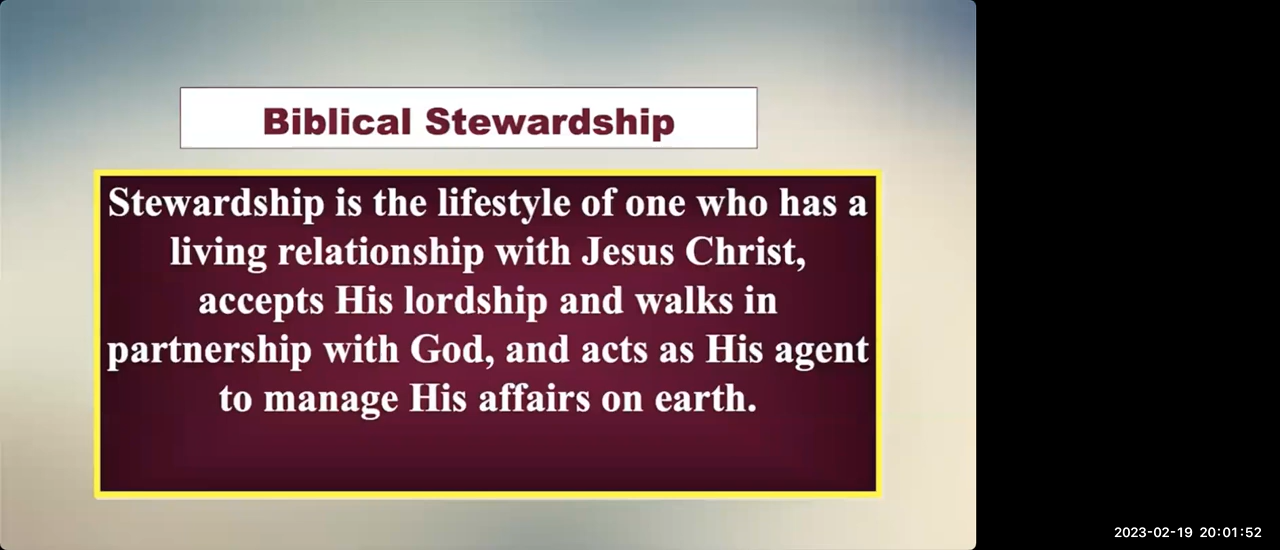 Biblical Stewardship
Stewardship is the lifestyle of one who has a
living relationship with Jesus Christ,
accepts His lordship and walks in
partnership with God, and acts as His agent
to manage His affairs on earth.
2023-02-19 20:01:52